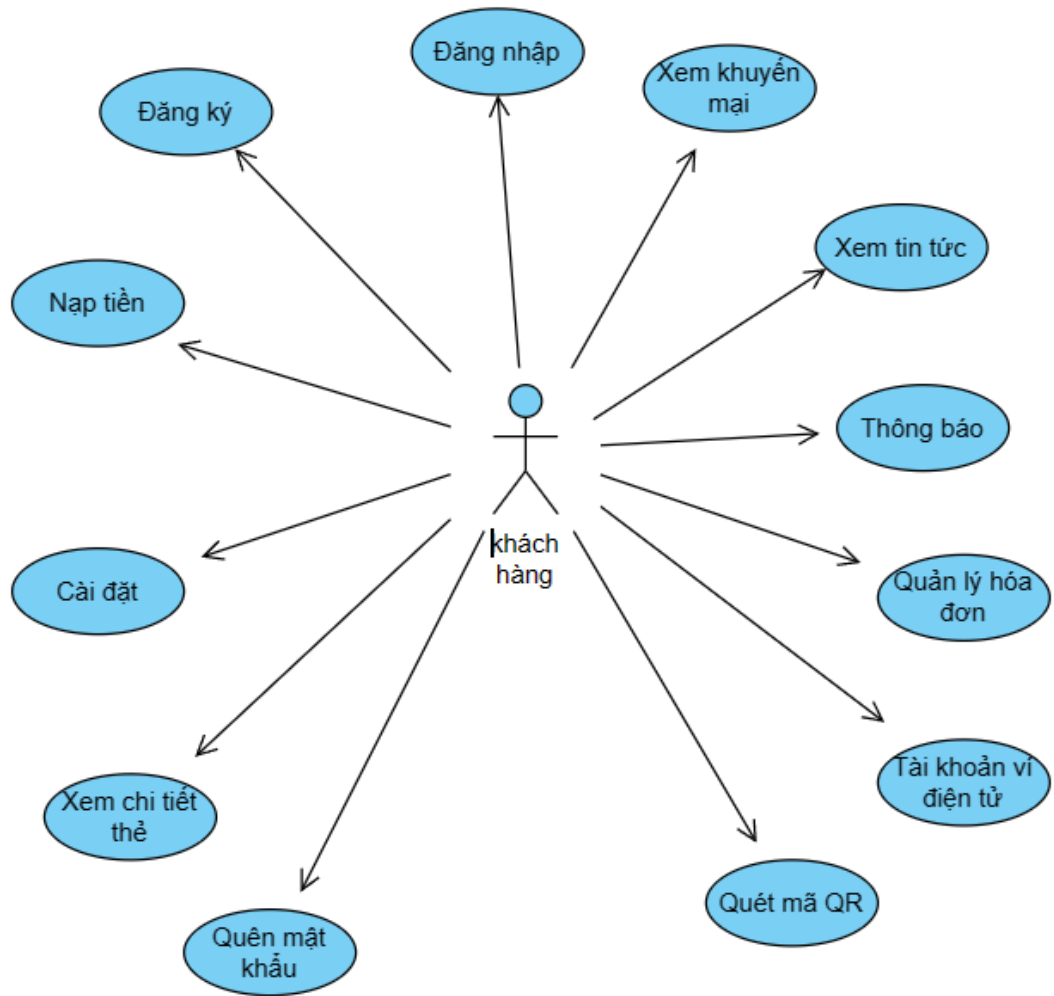 Đăng nhập
Xem khuyến
mại
Đăng ký
Xem tin tức
Nạp tiền
Thông báo
khách
hàng
Cài đặt
Quản lý hóa
đơn
Tài khoản ví
điện tử
Xem chi tiết
thẻ
Quét mã QR
Quên mật
khẩu